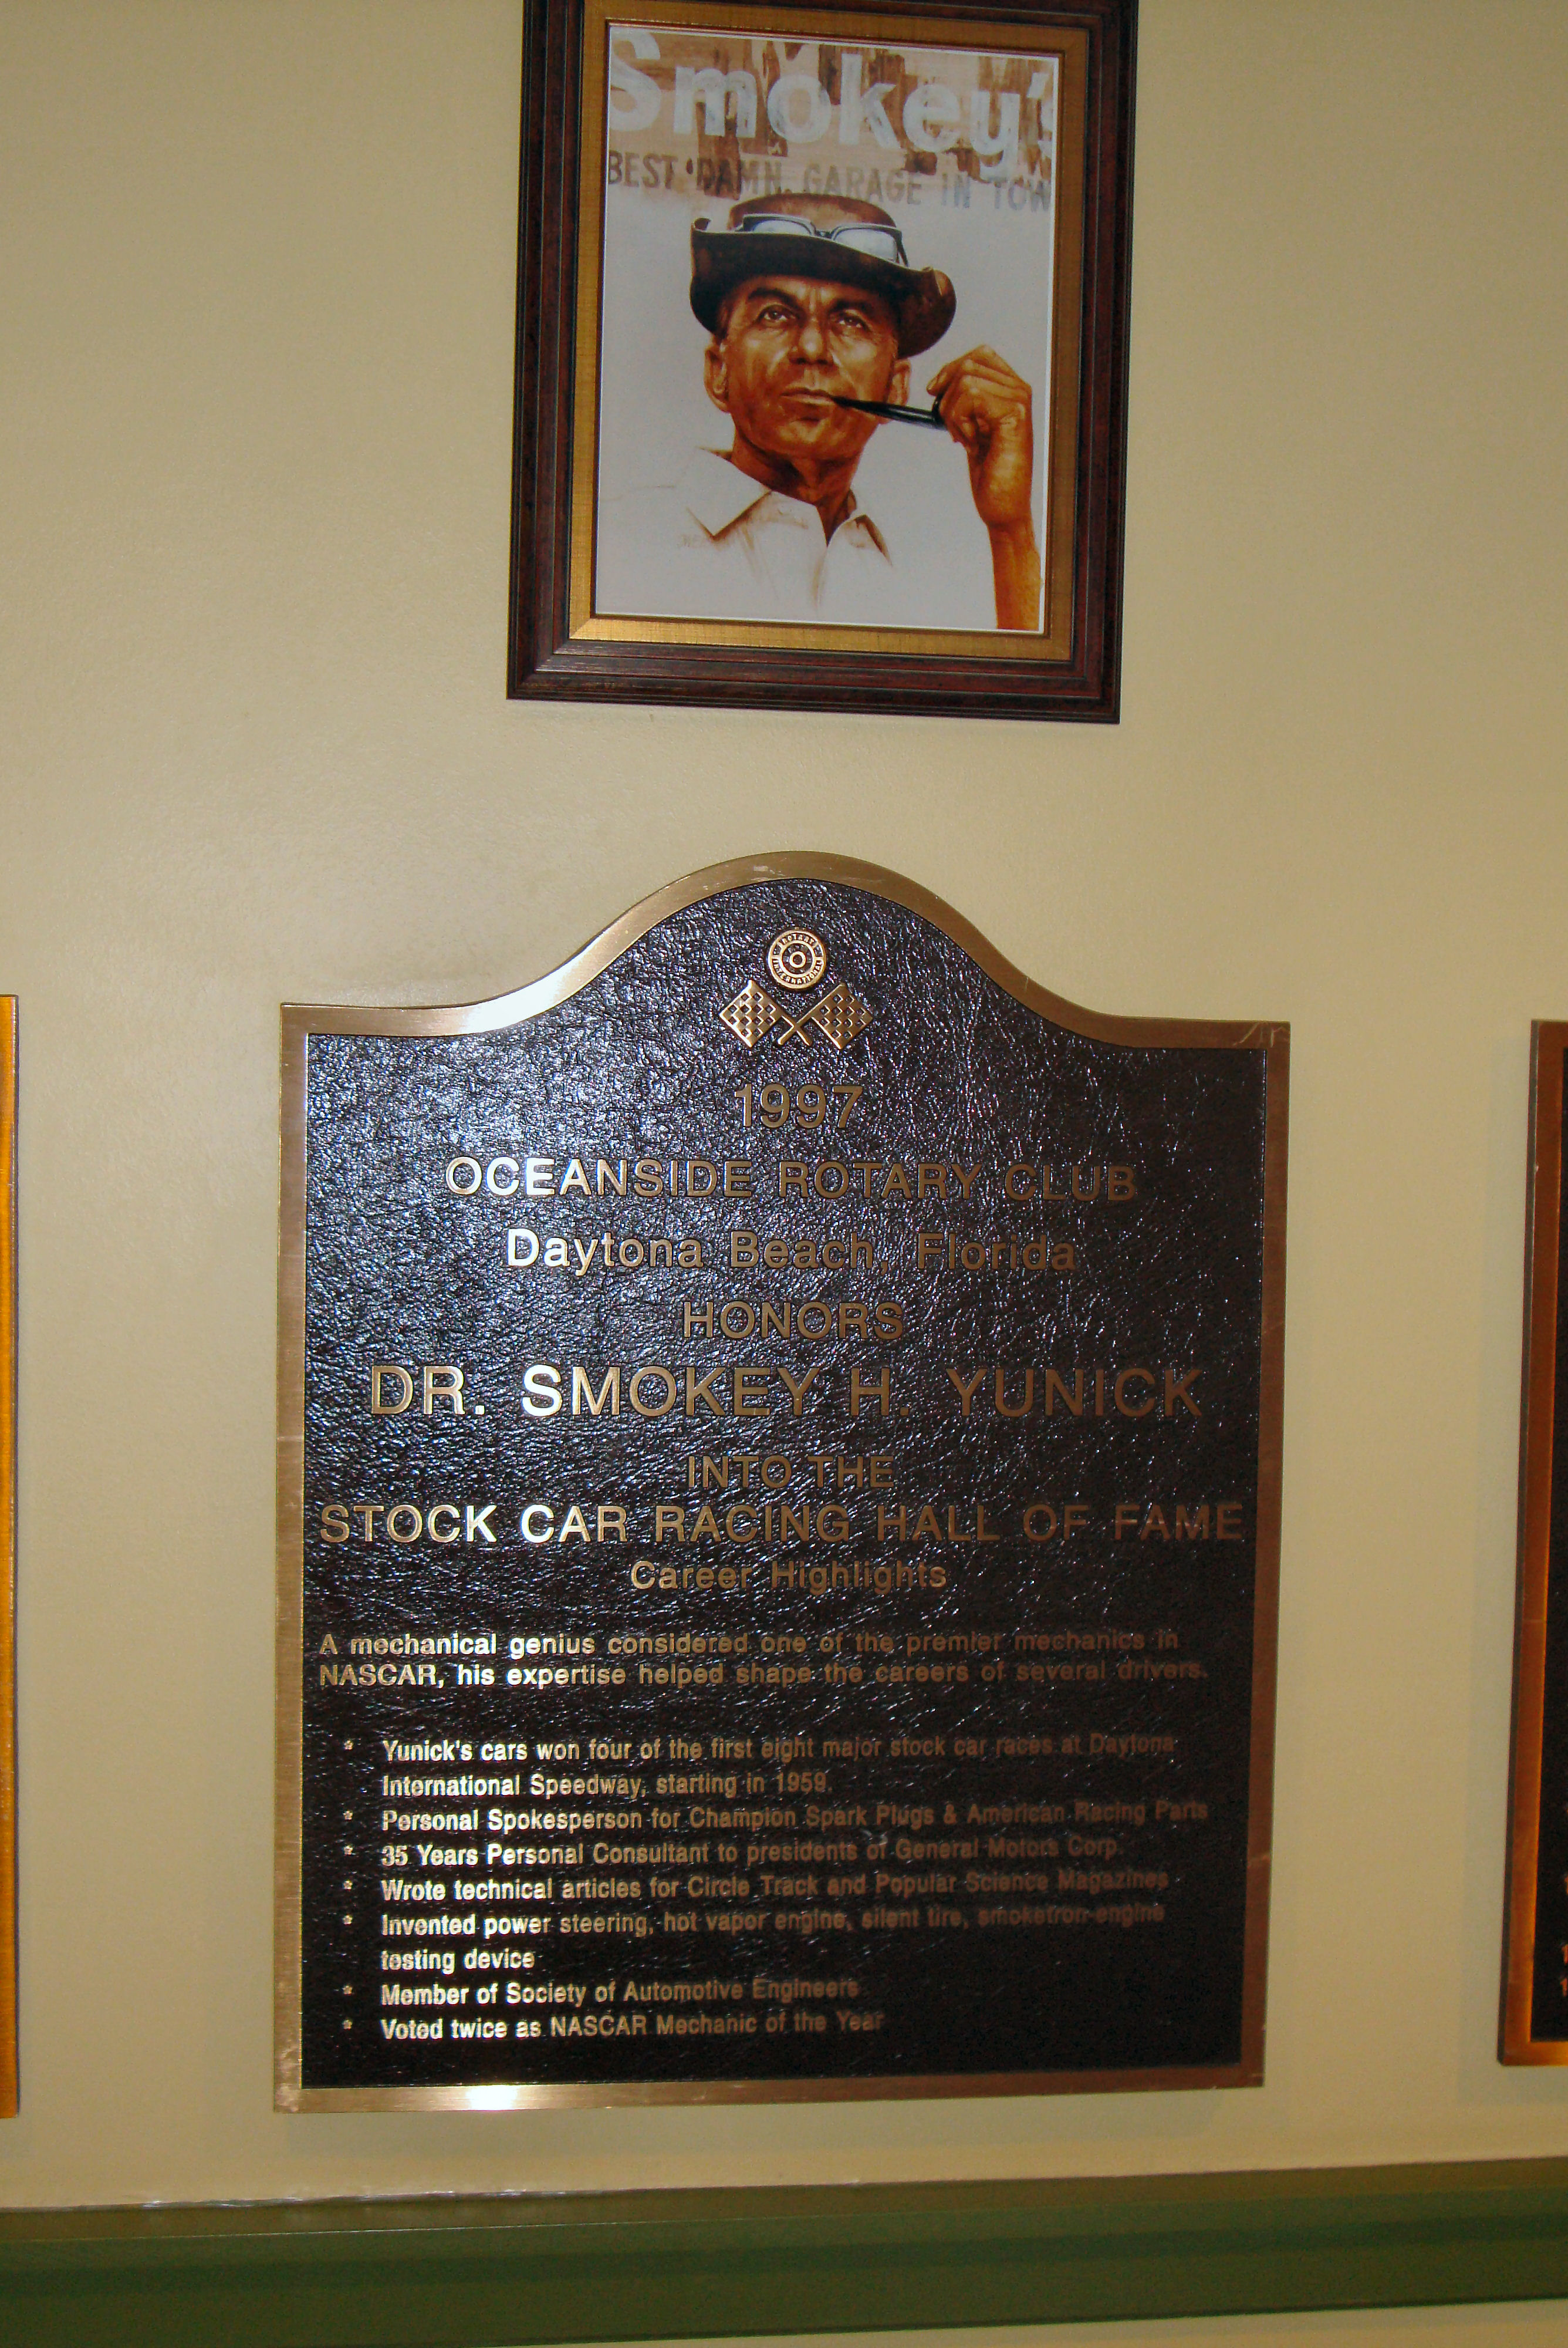 Smokey's
BEST DAMN GARAGE IN TOW
ROTARY
INTERNATIONAL
1997
OCEANSIDE ROTARY CLUB
Daytona Beach, Florida
HONORS
DR. SMOKEY H. YUNICK
INTO THE
STOCK CAR RACING HALL OF FAME
Career Highlights
A mechanical genius considered one of the premier mechanics in
NASCAR, his expertise helped shape the careers of several drivers.
* Yunick's cars won four of the first eight major stock car races at Daytona
International Speedway, starting in 1959.
* Personal Spokesperson for Champion Spark Plugs & American Racing Parts
* 35 Years Personal Consultant to presidents of General Motors Corp.
* Wrote technical articles for Circle Track and Popular Science Magazines
* Invented power steering, hot vapor engine, silent tire, smoketron-engine
testing device
* Member of Society of Automotive Engineers
* Voted twice as NASCAR Mechanic of the Year